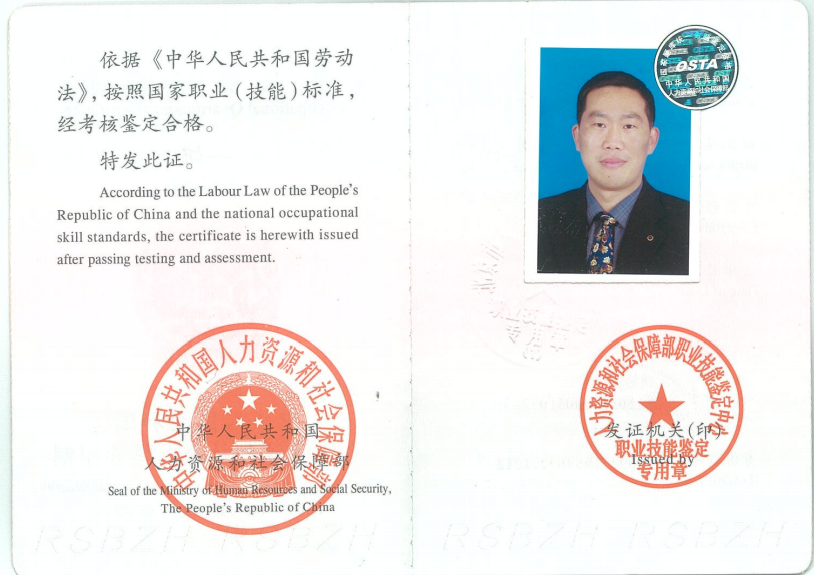 依据《中华人民共和国劳动
法》，按照国家职业（技能）标准，
经考核鉴定合格。
特发此证。
According to the Labour Law of the People's
Republic of China and the national occupational
skill standards, the certificate is herewith issued
after passing testing and assessment.
中华人民共和国人力资源和社会保障部
中华人民共和国
人力资源和社会保障部
Seal of the Ministry of Human Resources and Social Security,
The People's Republic of China
RSBZH RSBZH
OSTA
中华人民共和国
人力资源和社会保障部
人力资源和社会保障部职业技能鉴定中心
发证机关(印)
职业技能鉴定
Issued by
专用章
RSBZH RSBZH